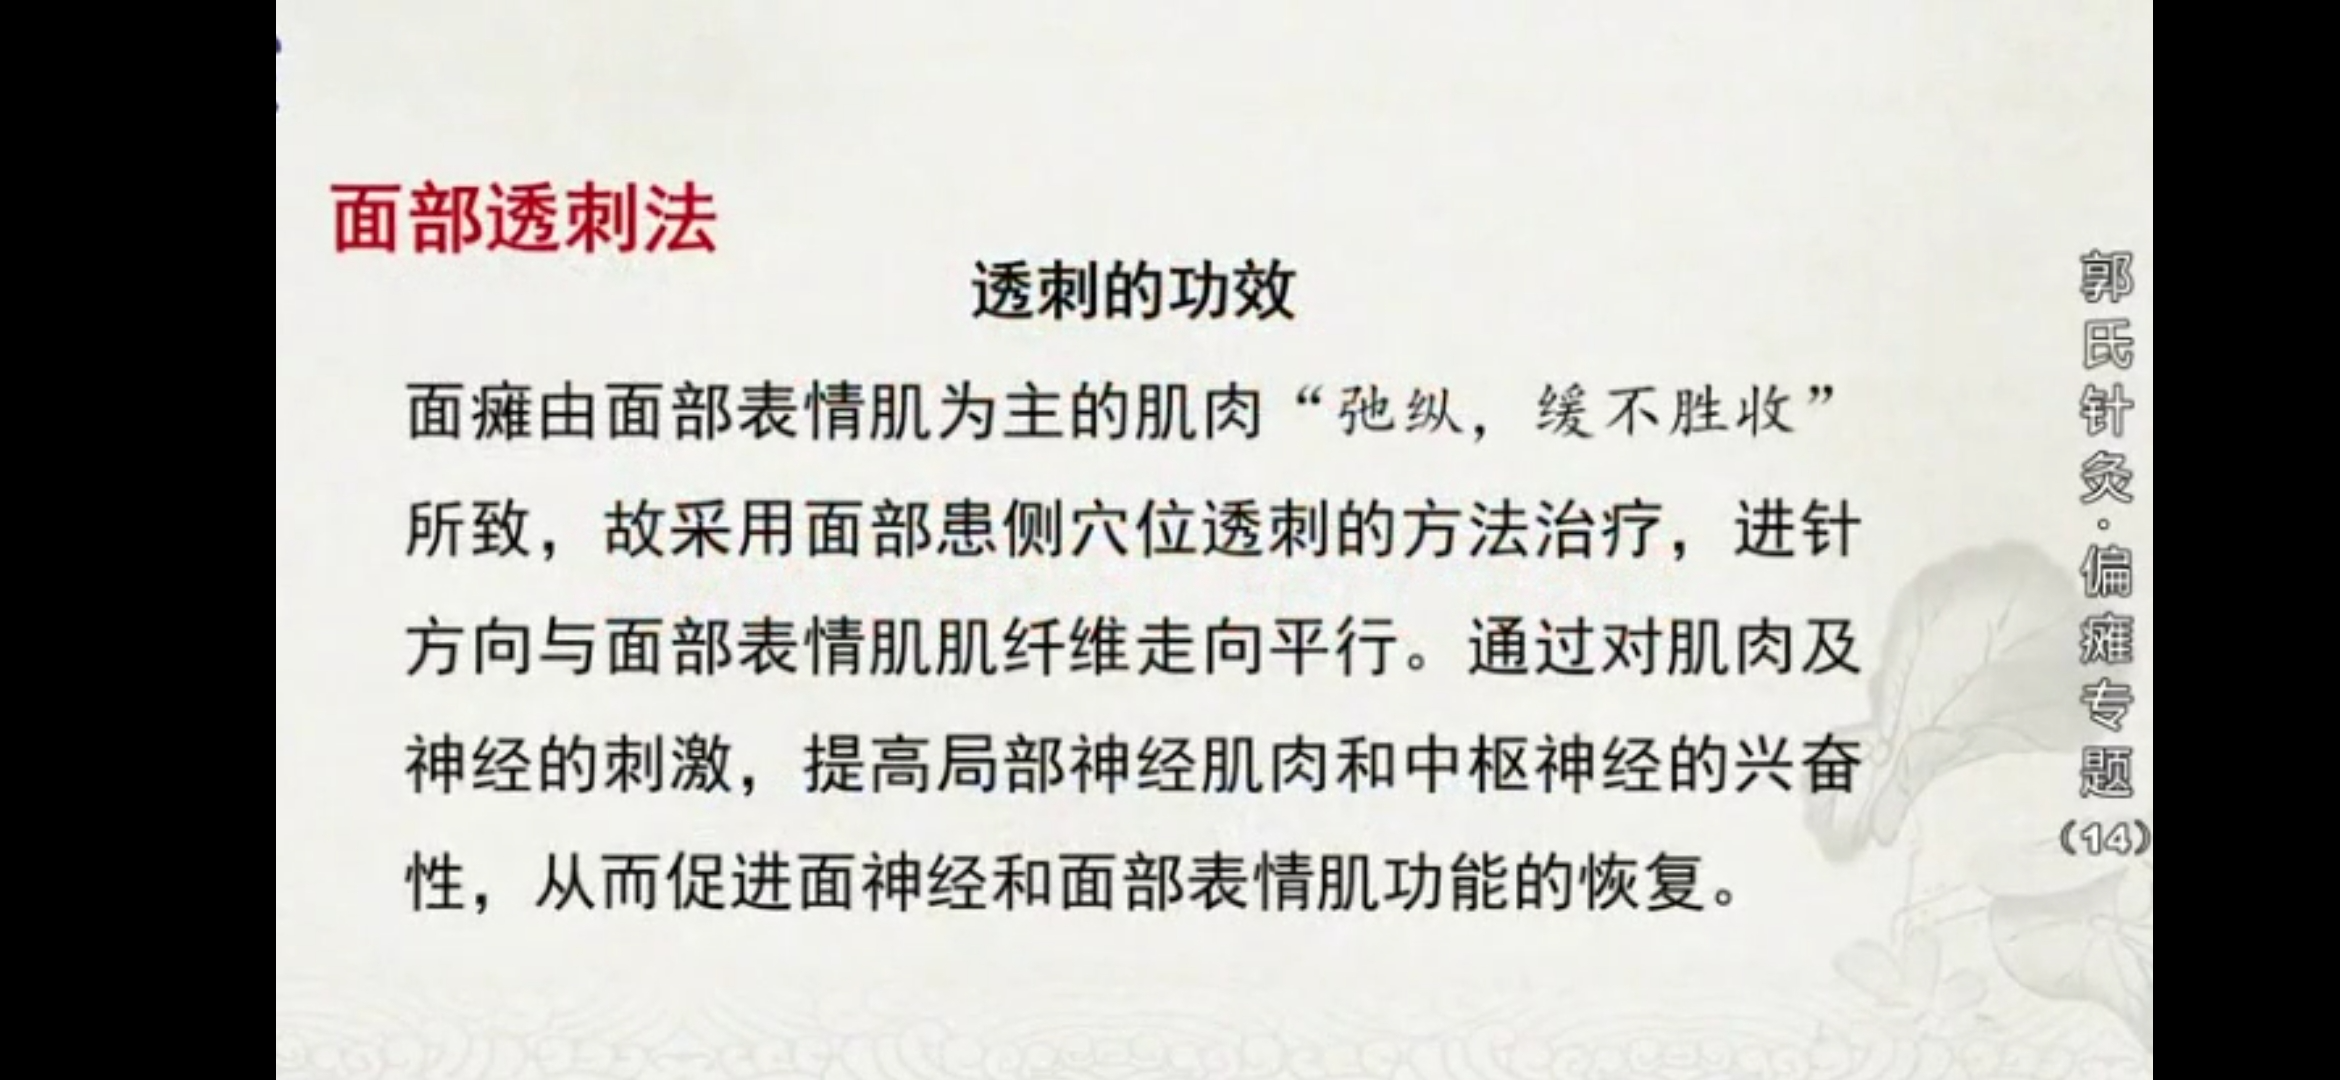 面部透刺法
透刺的功效
面瘫由面部表情肌为主的肌肉“弛纵，缓不胜收”
所致，故采用面部患侧穴位透刺的方法治疗，进针
方向与面部表情肌肌纤维走向平行。通过对肌肉及
神经的刺激，提高局部神经肌肉和中枢神经的兴奋
性，从而促进面神经和面部表情肌功能的恢复。
郭氏针灸·偏瘫专题（14）